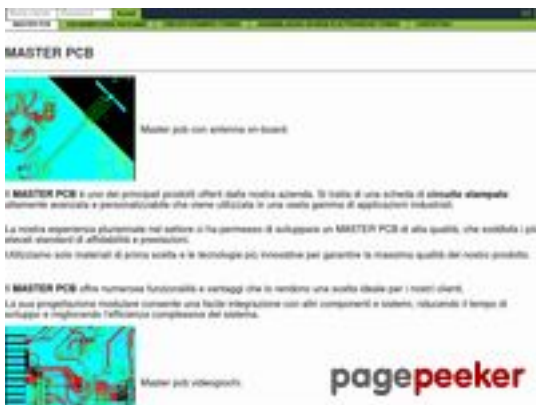 MASTER PCB
Master pcb con antenna on-board.
Il MASTER PCB è uno dei principali prodotti offerti dalla nostra azienda. Si tratta di una scheda di circuito stampato
altamente avanzata e personalizzabile che viene utilizzata in una vasta gamma di applicazioni industriali.
La nostra esperienza pluriennale nel settore ci ha permesso di sviluppare un MASTER PCB di alta qualità, che soddisfa i più
elevati standard di affidabilità e prestazioni.
Utilizziamo solo materiali di prima scelta e le tecnologie più innovative per garantire la massima qualità del nostro prodotto.
Il MASTER PCB offre numerose funzionalità e vantaggi che lo rendono una scelta ideale per i nostri clienti.
La sua progettazione modulare consente una facile integrazione con altri componenti e sistemi, riducendo il tempo di
sviluppo e migliorando l'efficienza complessiva del sistema.
Master pcb videogiochi.
pagepeeker